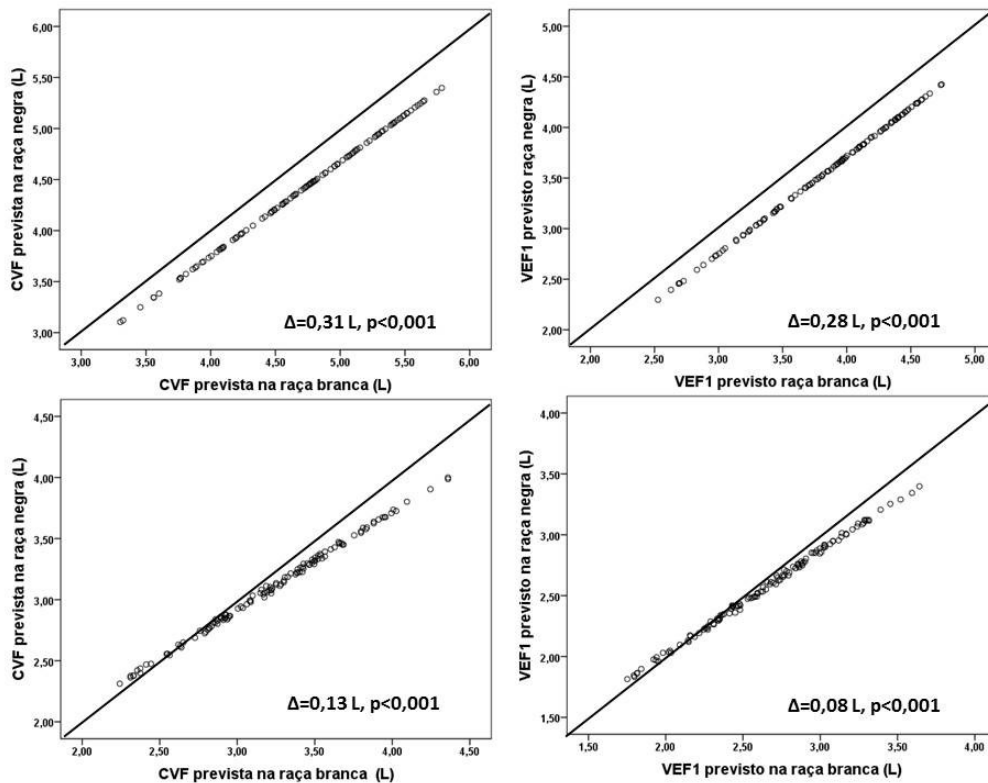 CVF prevista na raça negra (L)
6,00
5,50
5,00
4,50
4,00
3,50
3,00
Δ=0,31 L, p<0,001
3,00 3,50 4,00 4,50 5,00 5,50 6,00
CVF prevista na raça branca (L)
VEF1 previsto raça negra (L)
5,00
4,50
4,00
3,50
3,00
2,50
2,00
Δ=0,28 L, p<0,001
2,00 2,50 3,00 3,50 4,00 4,50 5,00
VEF1 previsto raça branca (L)
CVF prevista na raça negra (L)
4,50
4,00
3,50
3,00
2,50
2,00
Δ=0,13 L, p<0,001
2,00 2,50 3,00 3,50 4,00 4,50
CVF prevista na raça branca (L)
VEF1 previsto na raça negra (L)
4,00
3,50
3,00
2,50
2,00
1,50
Δ=0,08 L, p<0,001
1,50 2,00 2,50 3,00 3,50 4,00
VEF1 previsto na raça branca (L)